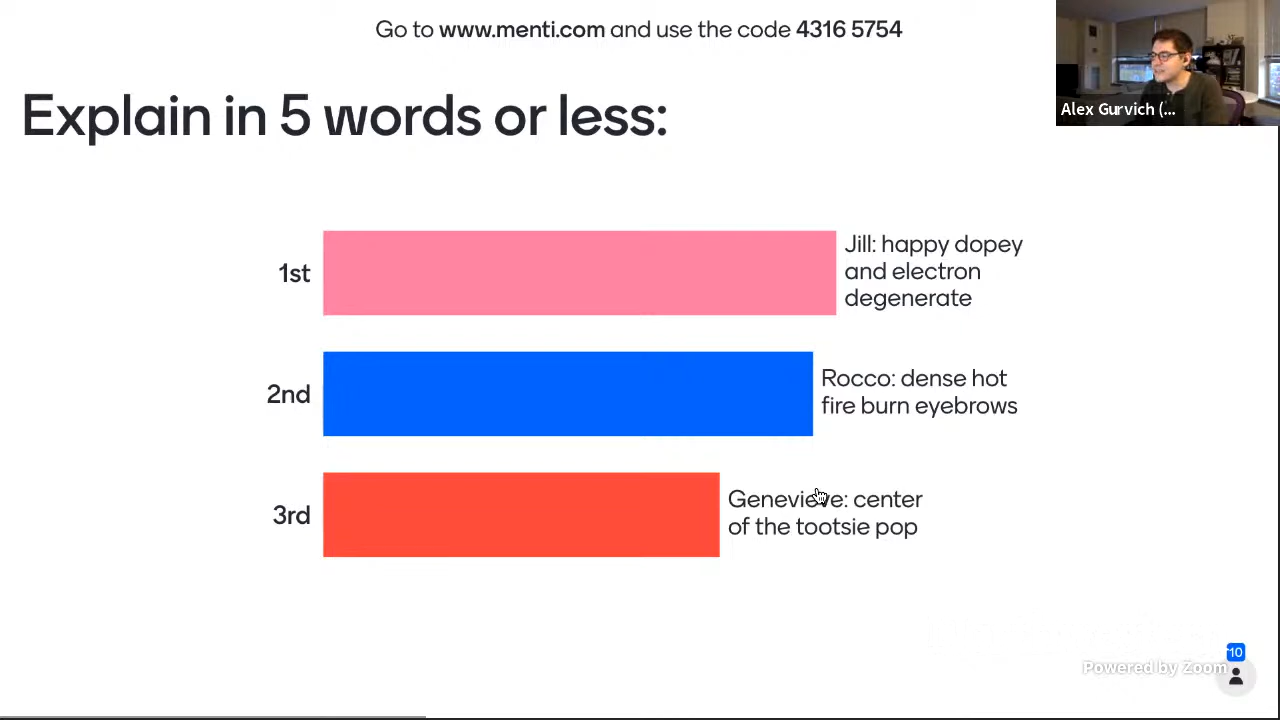 Go to www.menti.com and use the code 4316 5754
Alex Gurvich (...
Explain in 5 words or less:
1st
Jill: happy dopey
and electron
degenerate
2nd
Rocco: dense hot
fire burn eyebrows
3rd
Genevieve: center
of the tootsie pop
10
Powered by Zoom